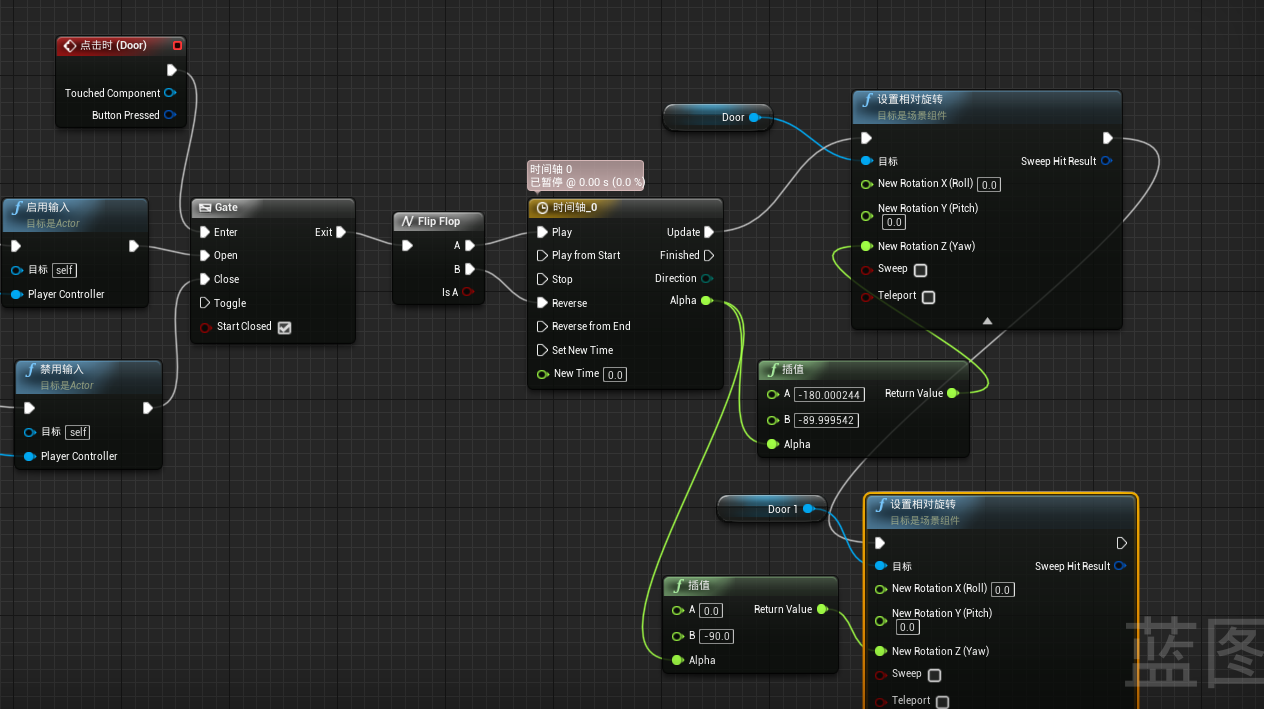 点击时 (Door)
Touched Component
Button Pressed
启用输入
目标是Actor
目标 self
Player Controller
禁用输入
目标是Actor
目标 self
Player Controller
Gate
Enter Exit
Open
Close
Toggle
Start Closed
Flip Flop
A
B
Is A
时间轴 0
已暂停 @ 0.00 s (0.0 %)
时间轴_0
Play Update
Play from Start Finished
Stop Direction
Reverse Alpha
Reverse from End
Set New Time
New Time 0.0
Door
设置相对旋转
目标是场景组件
目标 Sweep Hit Result
New Rotation X (Roll) 0.0
New Rotation Y (Pitch)
0.0
New Rotation Z (Yaw)
Sweep
Teleport
插值
A -180.000244 Return Value
B -89.999542
Alpha
Door 1
设置相对旋转
目标是场景组件
目标 Sweep Hit Result
New Rotation X (Roll) 0.0
New Rotation Y (Pitch)
0.0
New Rotation Z (Yaw)
Sweep
Teleport
插值
A 0.0 Return Value
B -90.0
Alpha
蓝图